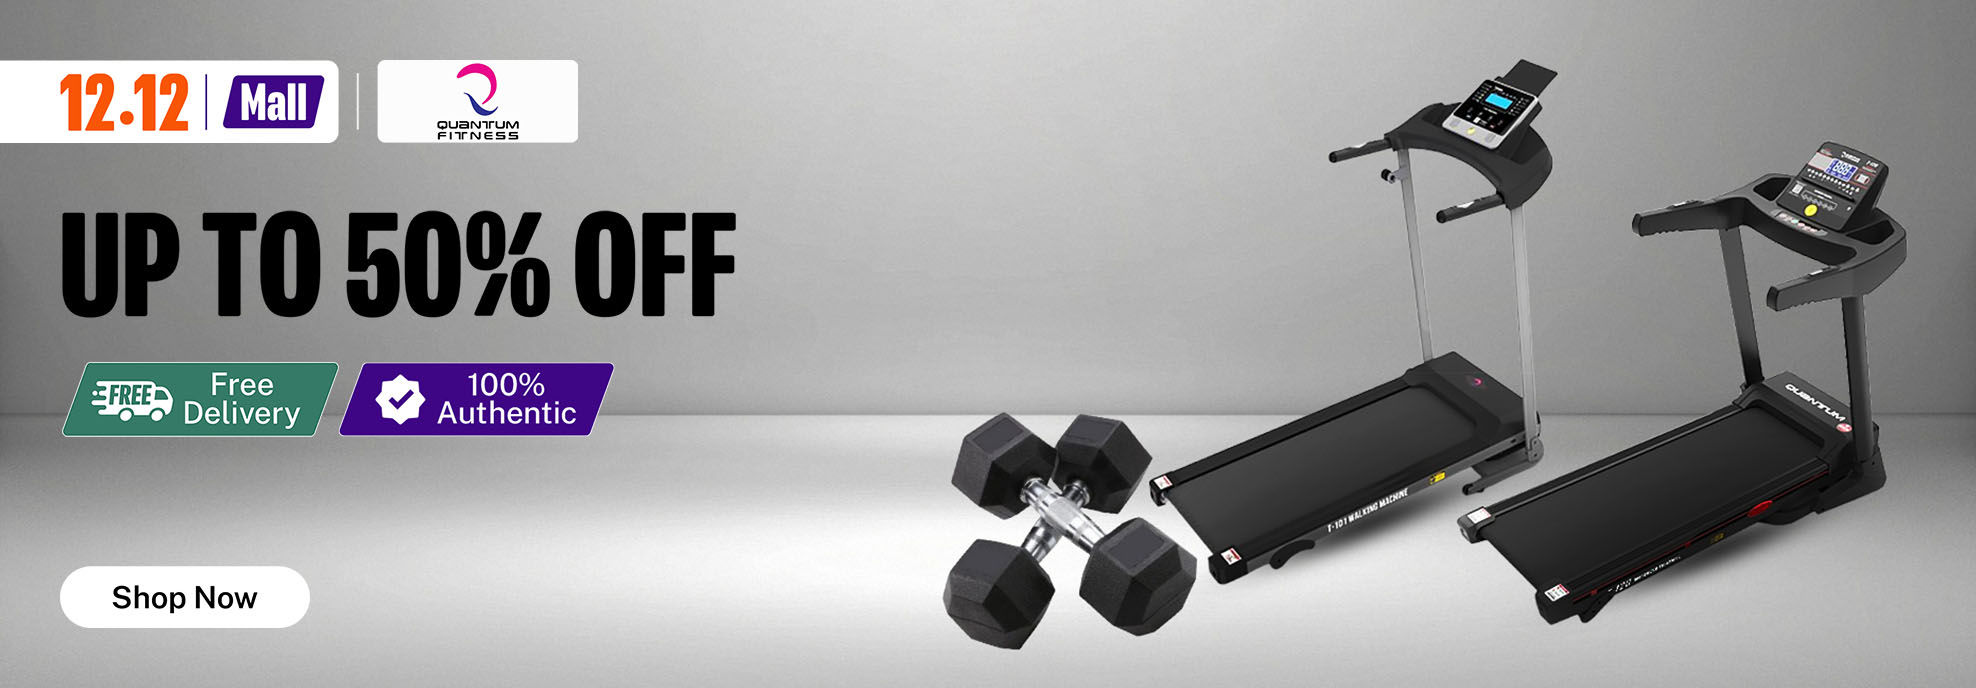 12.12
Mall
QUANTUM
FITNESS
UP TO 50% OFF
FREE
Free
Delivery
100%
Authentic
Shop Now
T-101 WALKING MACHINE
QUANTUM